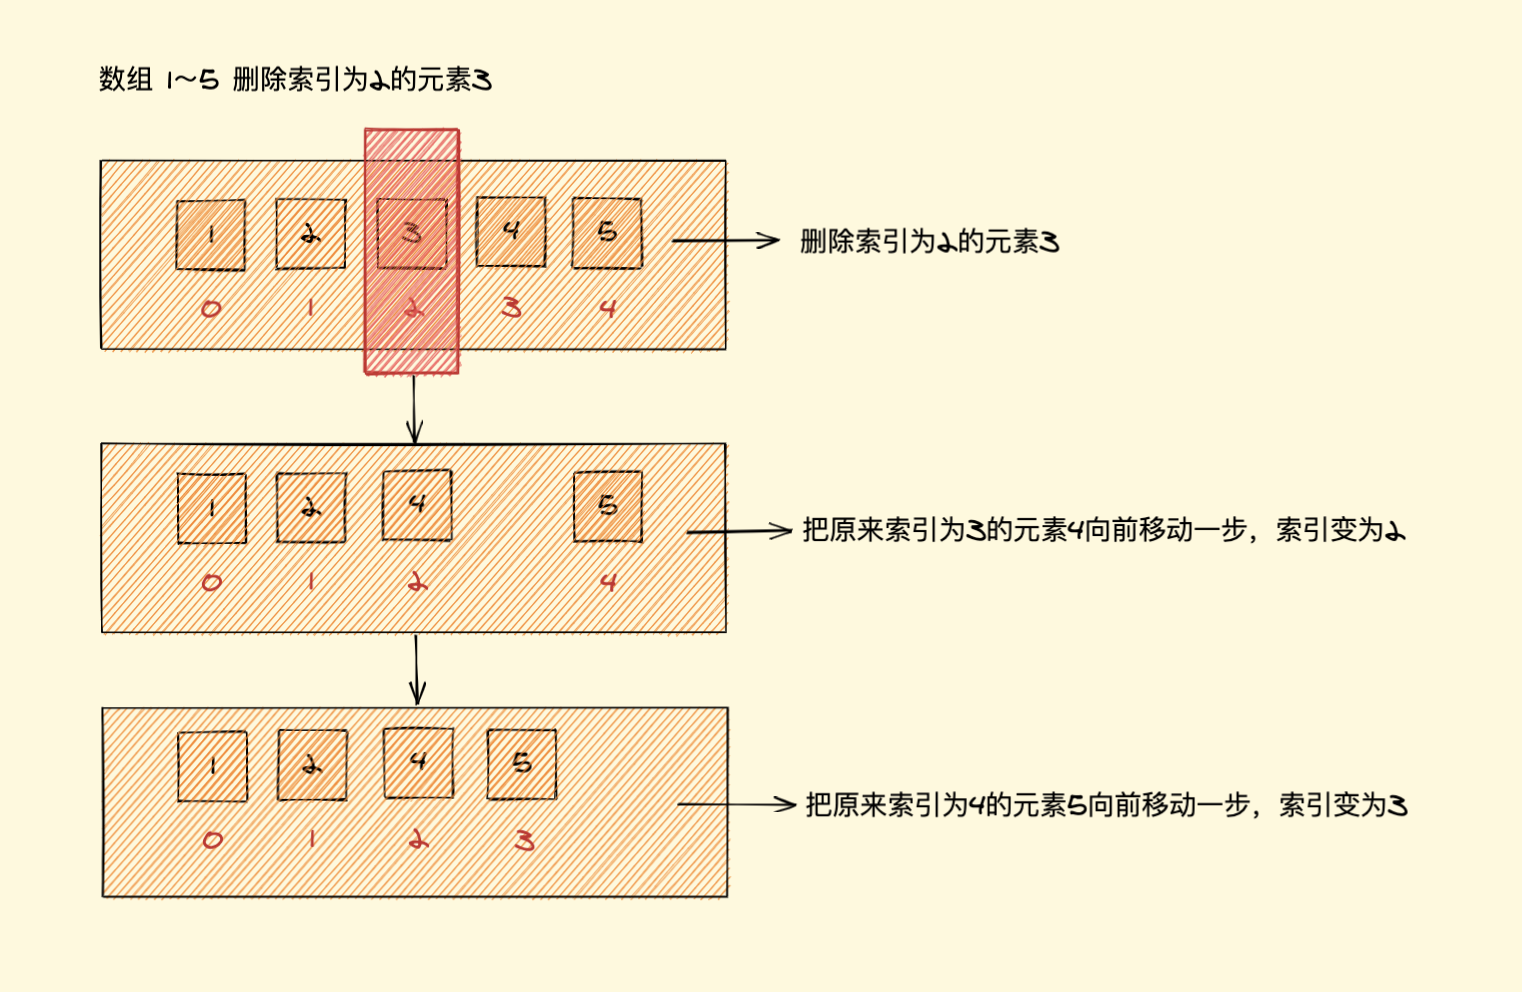 数组 1~5 删除索引为2的元素3
1 2 3 4 5
删除索引为2的元素3
0 1 2 3 4
1 2 4 5
把原来索引为3的元素4向前移动一步，索引变为2
0 1 2 4
1 2 4 5
把原来索引为4的元素5向前移动一步，索引变为3
0 1 2 3